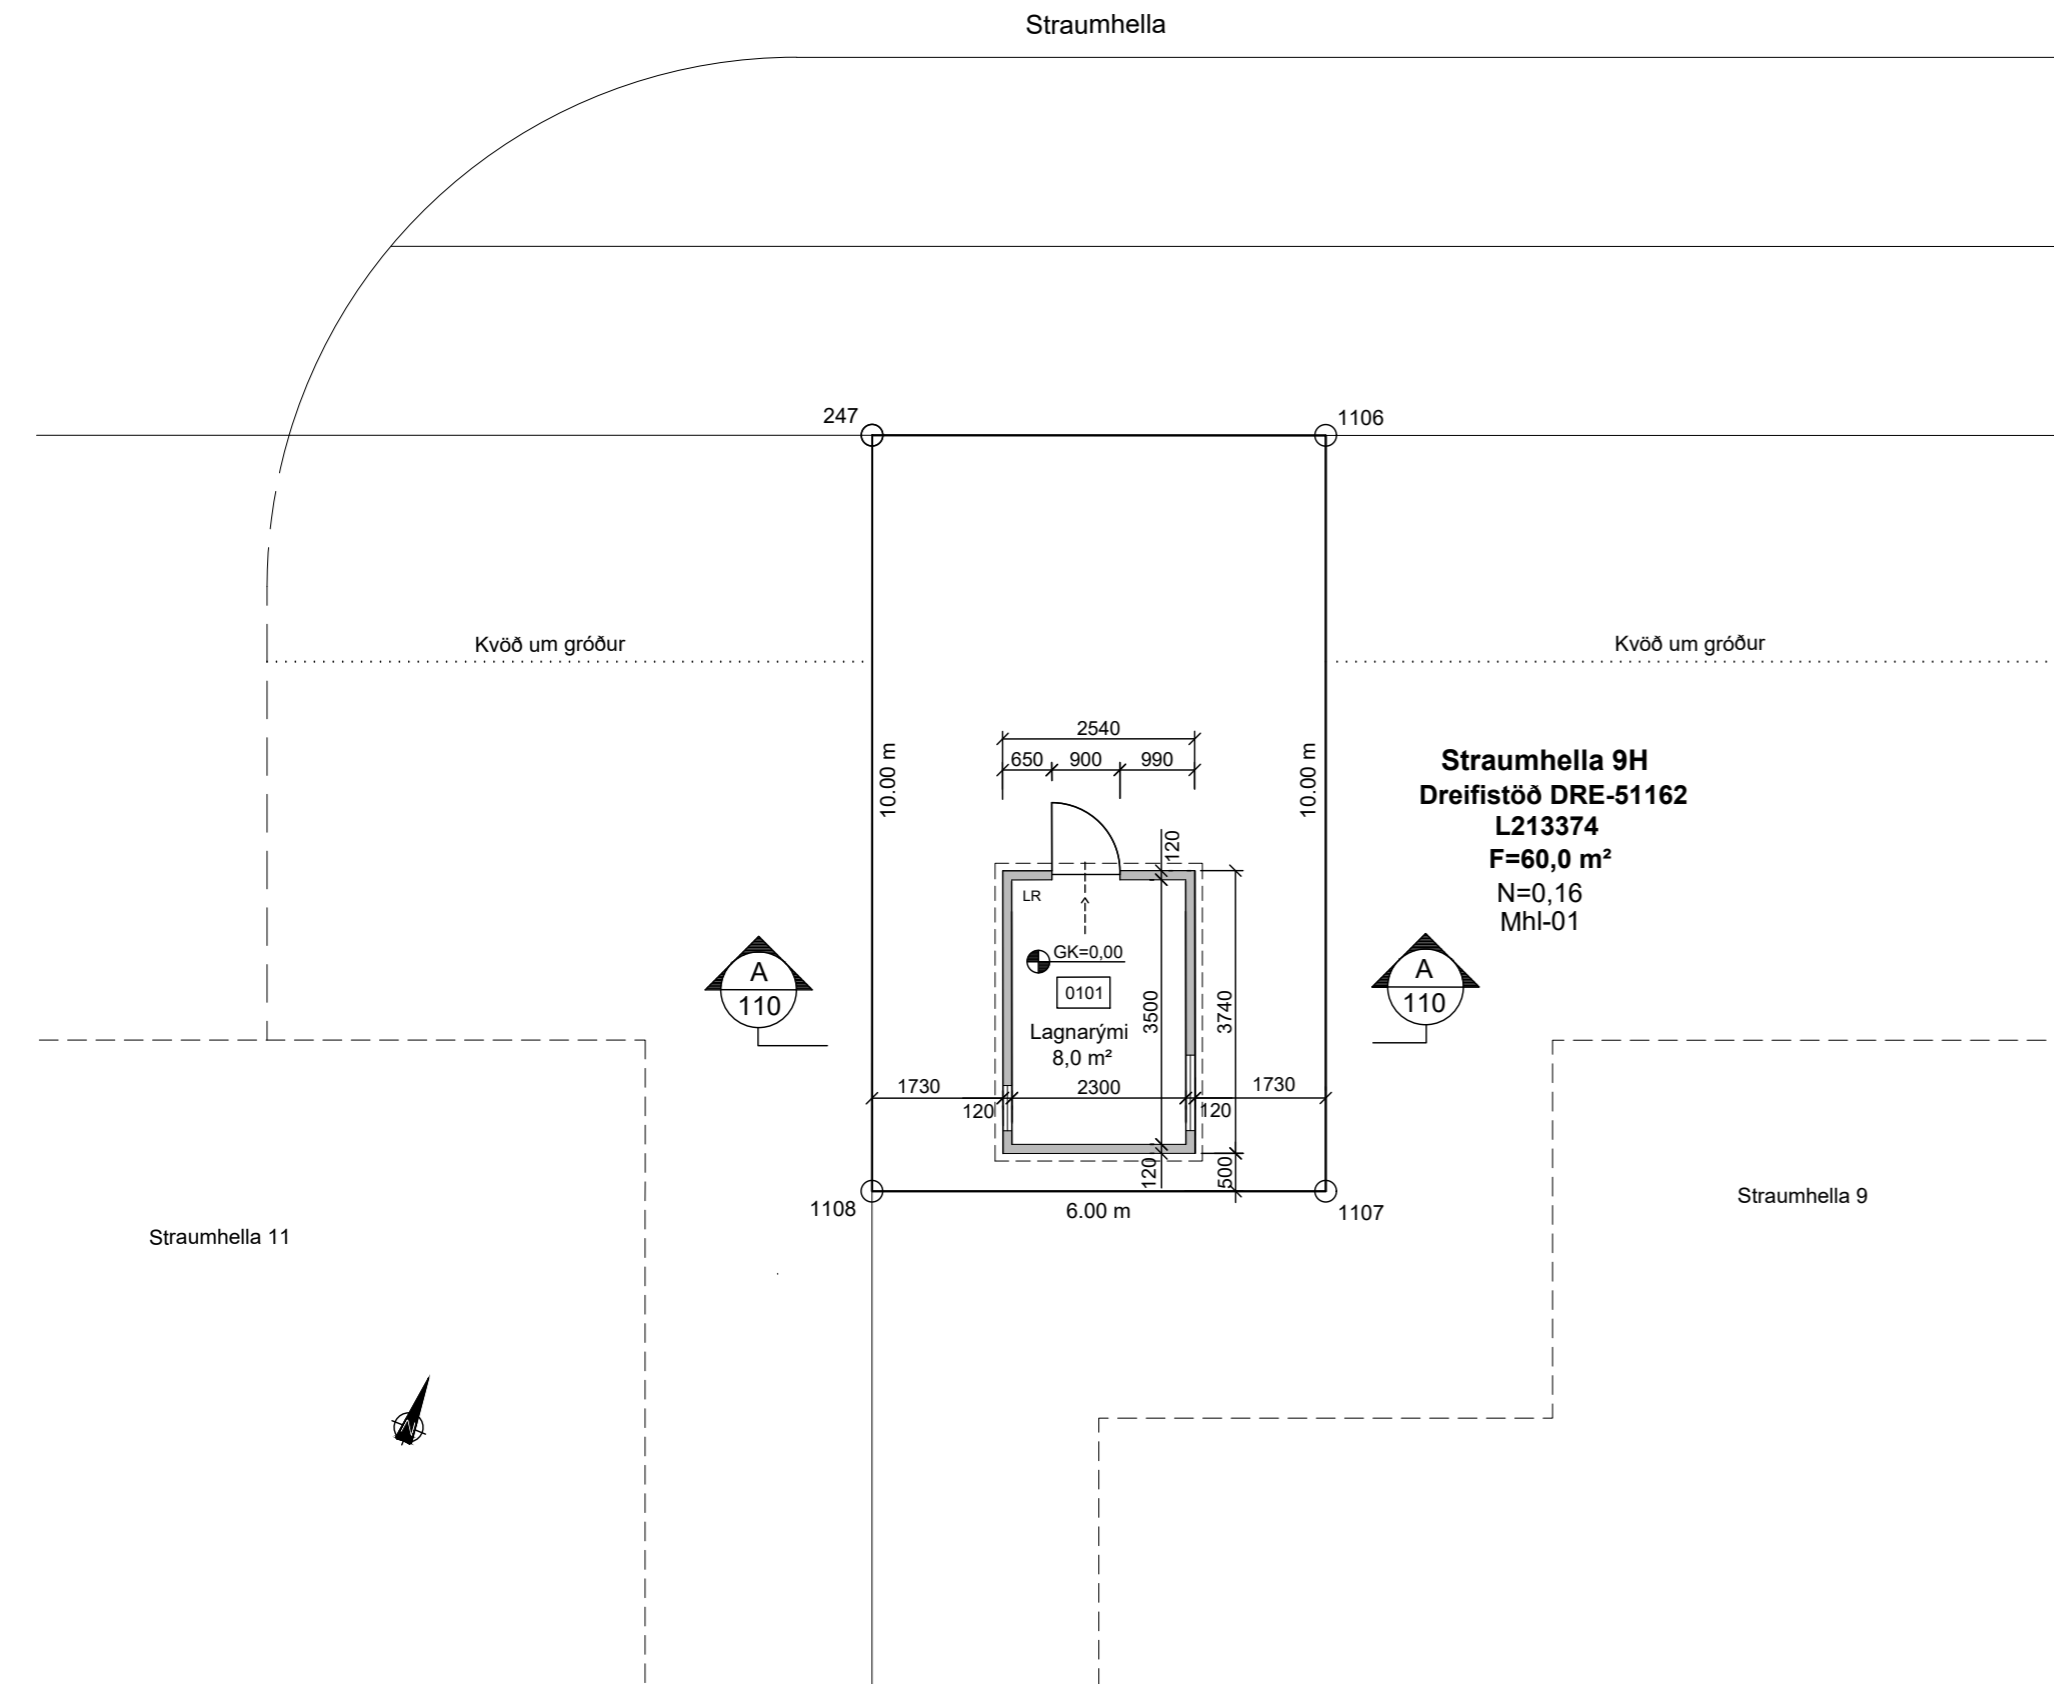 Straumhella
247
1106
Kvöð um gróður
Kvöð um gróður
2540
650
900
990
10.00 m
10.00 m
Straumhella 9H
Dreifistöð DRE-51162
L213374
F=60,0 m²
N=0,16
Mhl-01
120
LR
GK=0,00
0101
Lagnarými
8,0 m²
3500
3740
A
110
A
110
1730
120
2300
120
1730
120
500
1108
6.00 m
1107
Straumhella 11
Straumhella 9
N